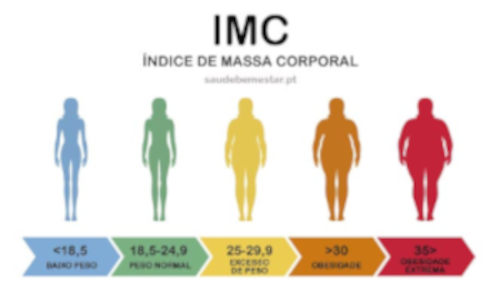 IMC
ÍNDICE DE MASSA CORPORAL
saudebemestar.pt
<18,5
BAIXO PESO
18,5-24,9
PESO NORMAL
25-29,9
EXCESSO
DE PESO
>30
OBESIDADE
35>
OBESIDADE
EXTREMA